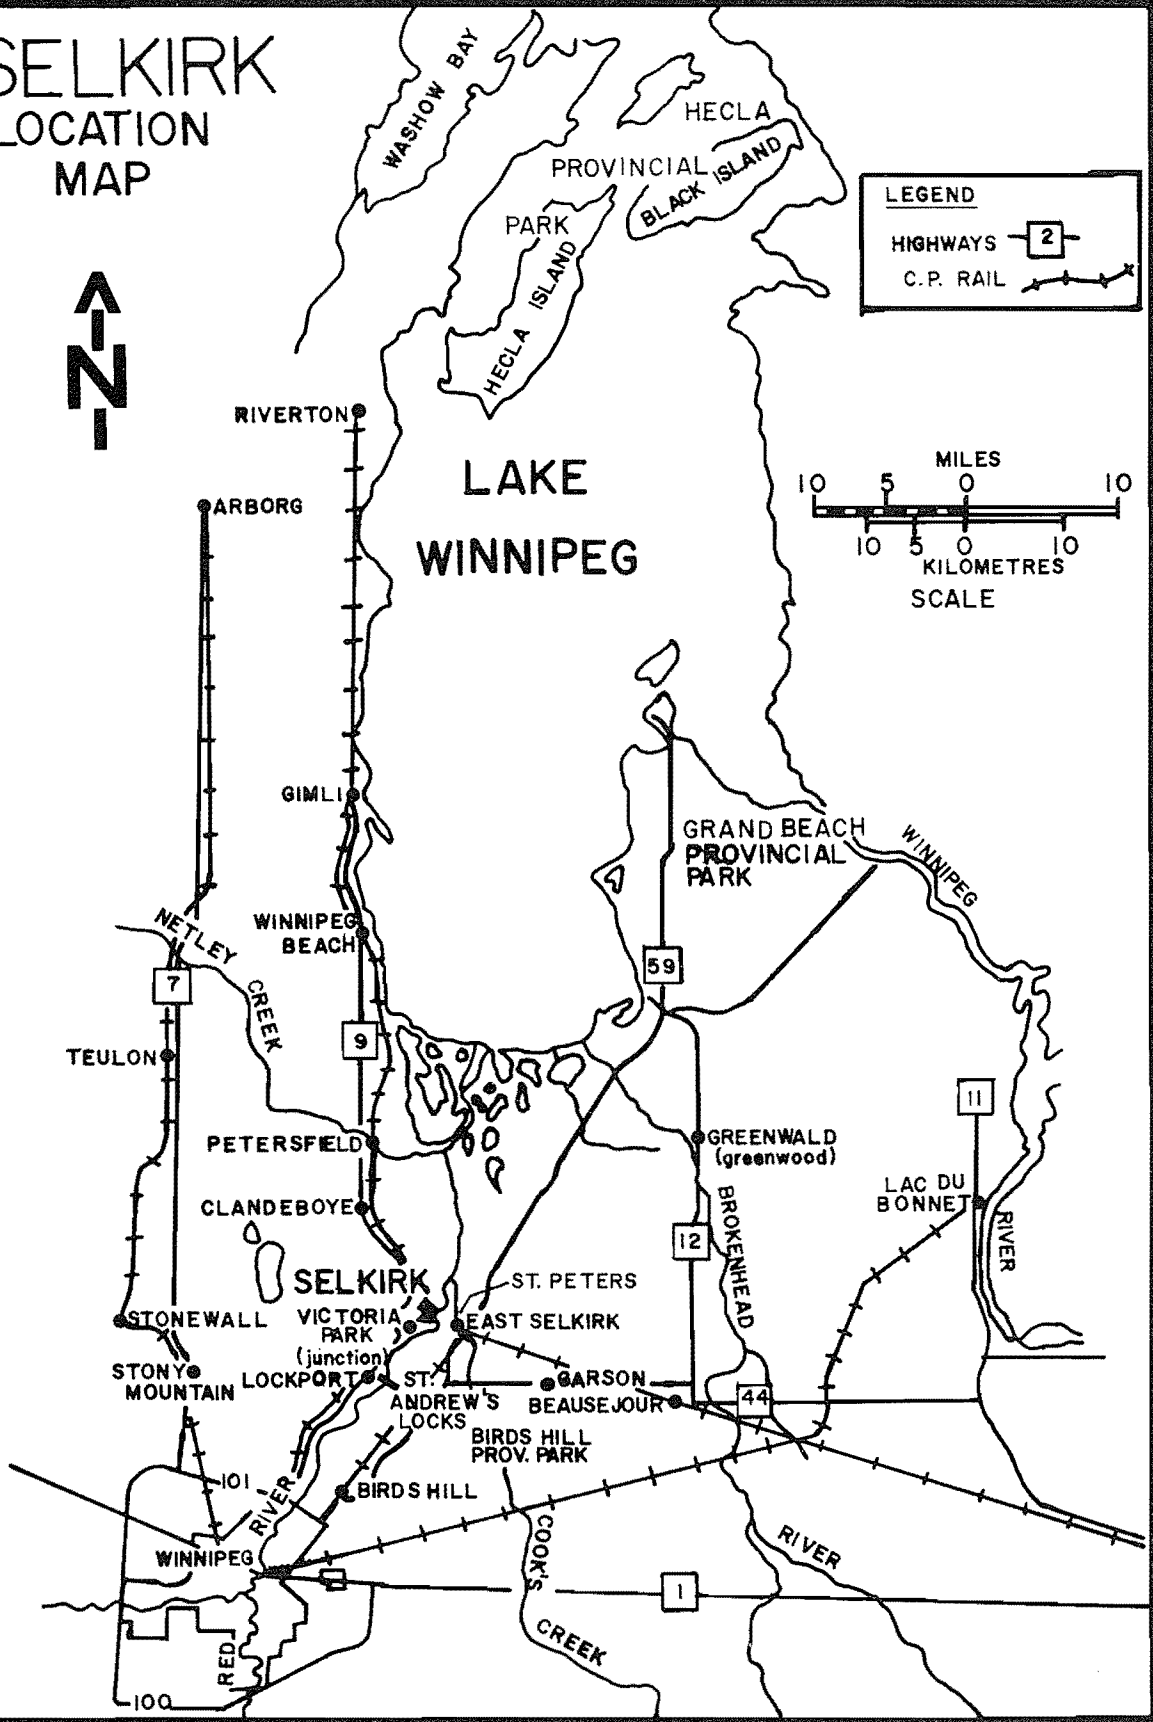 SELKIRK
LOCATION
MAP
N
WASHOW BAY
HECLA
PROVINCIAL
PARK
BLACK ISLAND
HECLA ISLAND
LEGEND
HIGHWAYS 2
C.P. RAIL
RIVERTON
ARBORG
LAKE
WINNIPEG
MILES
10 5 0 10
10 5 0 10
KILOMETRES
SCALE
GIMLI
GRAND BEACH
PROVINCIAL
PARK
WINNIPEG
RIVER
NETLEY
CREEK
WINNIPEG
BEACH
59
7
9
TEULON
11
PETERSFIELD
GREENWALD
(greenwood)
LAC DU
BONNET
CLANDEBOYE
BROKENHEAD
RIVER
12
SELKIRK
ST. PETERS
STONEWALL
VICTORIA
PARK
(junction)
EAST SELKIRK
STONY
MOUNTAIN
LOCKPORT
ST.
ANDREW'S
LOCKS
GARSON
BEAUSEJOUR
44
BIRDS HILL
PROV. PARK
101
BIRDS HILL
RIVER
RED
WINNIPEG
COOK'S
CREEK
1
100